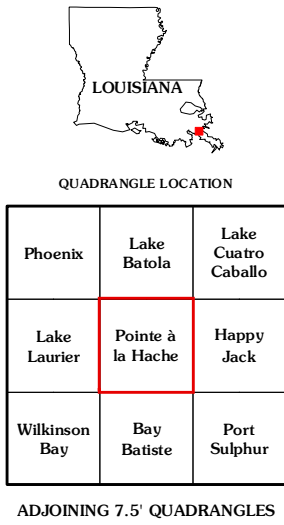 LOUISIANA
QUADRANGLE LOCATION
Phoenix
Lake
Batola
Lake
Cuatro
Caballo
Lake
Laurier
Pointe à
la Hache
Happy
Jack
Wilkinson
Bay
Bay
Batiste
Port
Sulphur
ADJOINING 7.5' QUADRANGLES